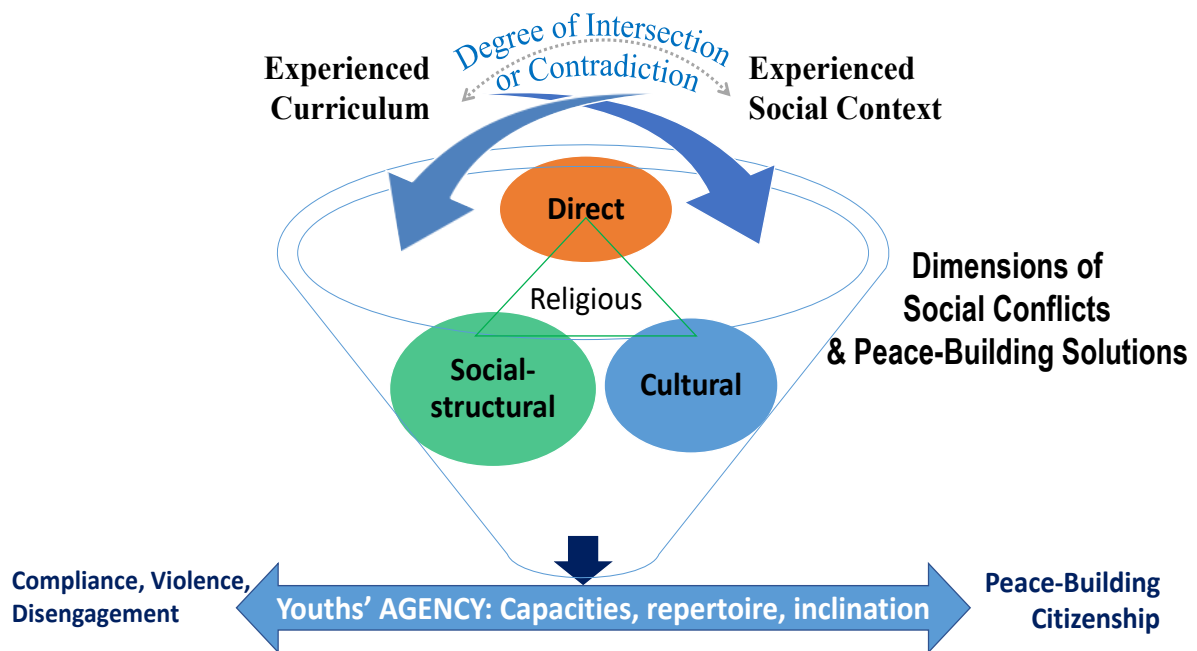 Degree of Intersection
or Contradiction
Experienced
Curriculum
Experienced
Social Context
Direct
Religious
Social-
structural
Cultural
Dimensions of
Social Conflicts
& Peace-Building Solutions
Compliance, Violence,
Disengagement
Youths’ AGENCY: Capacities, repertoire, inclination
Peace-Building
Citizenship